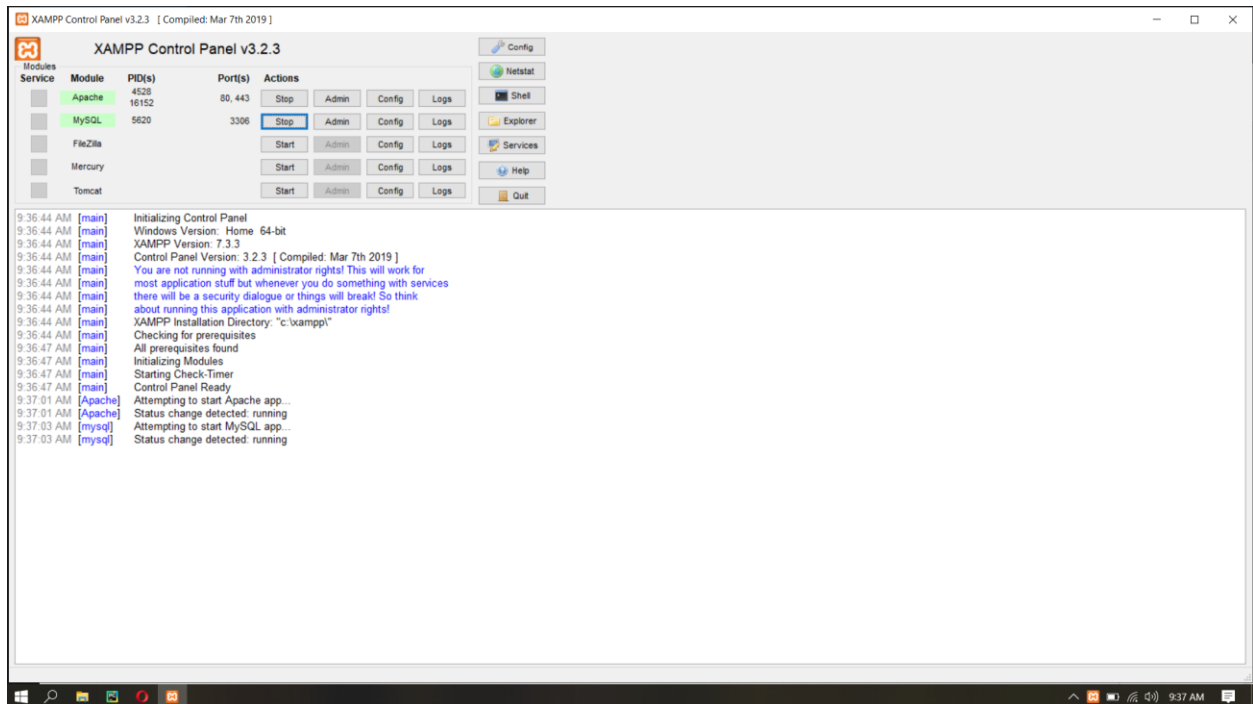 XAMPP Control Panel v3.2.3 [ Compiled: Mar 7th 2019 ]
XAMPP Control Panel v3.2.3
Modules
Service Module PID(s) Port(s) Actions
Apache 4528 16152 80, 443 Stop Admin Config Logs
MySQL 5620 3306 Stop Admin Config Logs
FileZilla Start Admin Config Logs
Mercury Start Admin Config Logs
Tomcat Start Admin Config Logs
Config
Netstat
Shell
Explorer
Services
Help
Quit
9:36:44 AM [main] Initializing Control Panel
9:36:44 AM [main] Windows Version: Home 64-bit
9:36:44 AM [main] XAMPP Version: 7.3.3
9:36:44 AM [main] Control Panel Version: 3.2.3 [ Compiled: Mar 7th 2019 ]
9:36:44 AM [main] You are not running with administrator rights! This will work for
9:36:44 AM [main] most application stuff but whenever you do something with services
9:36:44 AM [main] there will be a security dialogue or things will break! So think
9:36:44 AM [main] about running this application with administrator rights!
9:36:44 AM [main] XAMPP Installation Directory: "c:\xampp\"
9:36:44 AM [main] Checking for prerequisites
9:36:47 AM [main] All prerequisites found
9:36:47 AM [main] Initializing Modules
9:36:47 AM [main] Starting Check-Timer
9:36:47 AM [main] Control Panel Ready
9:37:01 AM [Apache] Attempting to start Apache app...
9:37:01 AM [Apache] Status change detected: running
9:37:03 AM [mysql] Attempting to start MySQL app...
9:37:03 AM [mysql] Status change detected: running
9:37 AM